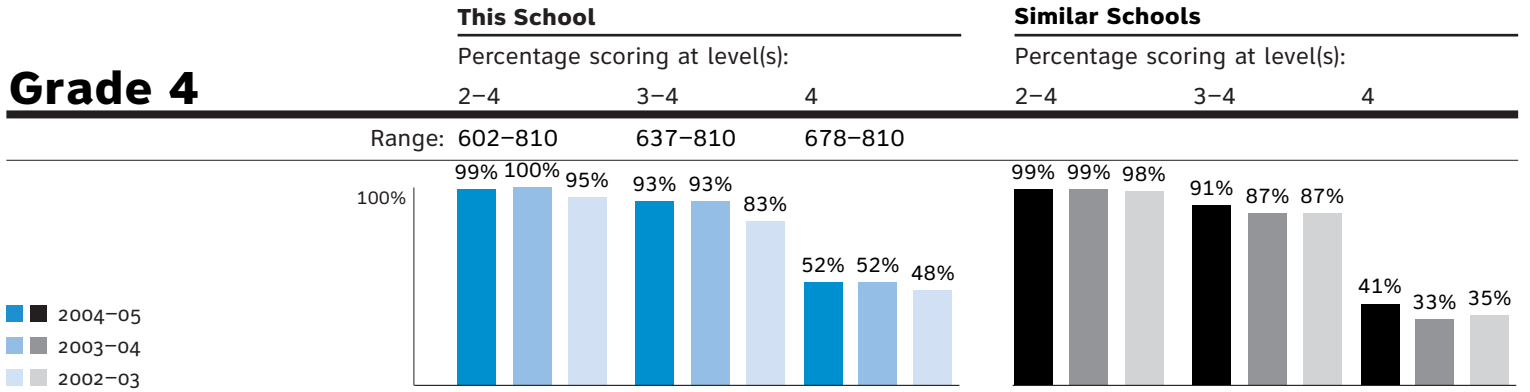 This School
Similar Schools
Percentage scoring at level(s):
Percentage scoring at level(s):
Grade 4
2–4 3–4 4
2–4 3–4 4
Range: 602–810 637–810 678–810
100%
99% 100% 95% 93% 93% 83% 52% 52% 48%
99% 99% 98% 91% 87% 87% 41% 33% 35%
2004–05
2003–04
2002–03